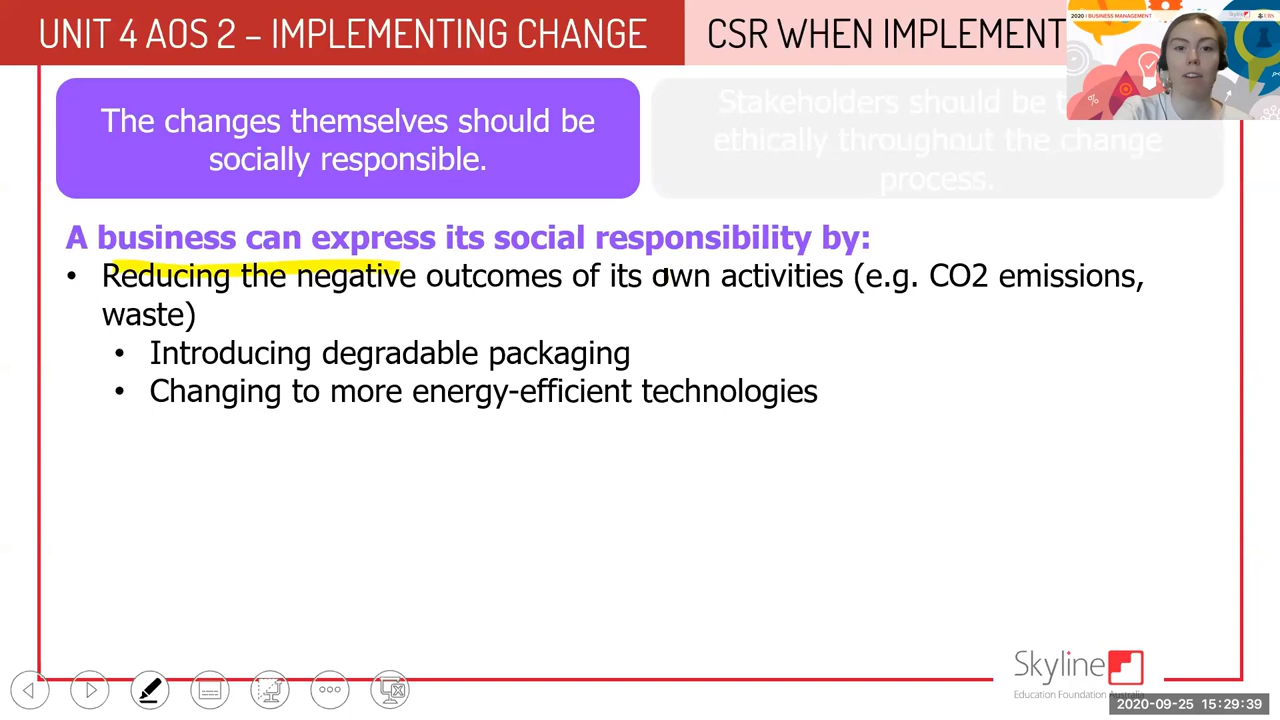 UNIT 4 AOS 2 – IMPLEMENTING CHANGE
CSR WHEN IMPLEMENT
2020 | BUSINESS MANAGEMENT
The changes themselves should be
socially responsible.
Stakeholders should be
ethically throughout the change
process.
A business can express its social responsibility by:
• Reducing the negative outcomes of its own activities (e.g. CO2 emissions,
waste)
• Introducing degradable packaging
• Changing to more energy-efficient technologies
Skyline
Education Foundation Australia
2020-09-25 15:29:39